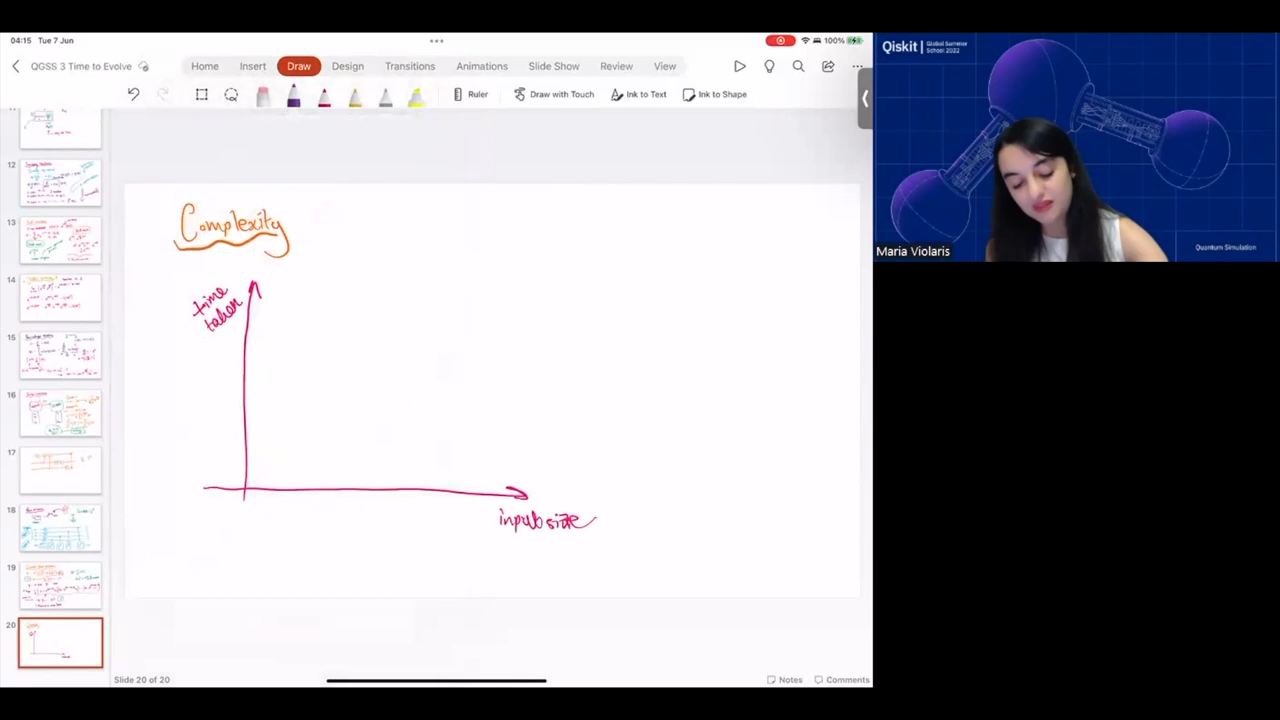 04:15 Tue 7 Jun
100%
QGSS 3 Time to Evolve
Home Insert Draw Design Transitions Animations Slide Show Review View
Ruler Draw with Touch Ink to Text Ink to Shape
Complexity
time
taken
input size
12
13
14
15
16
17
18
19
20
Slide 20 of 20
Notes Comments
Qiskit | Global Summer
School 2022
Maria Violaris
Quantum Simulation